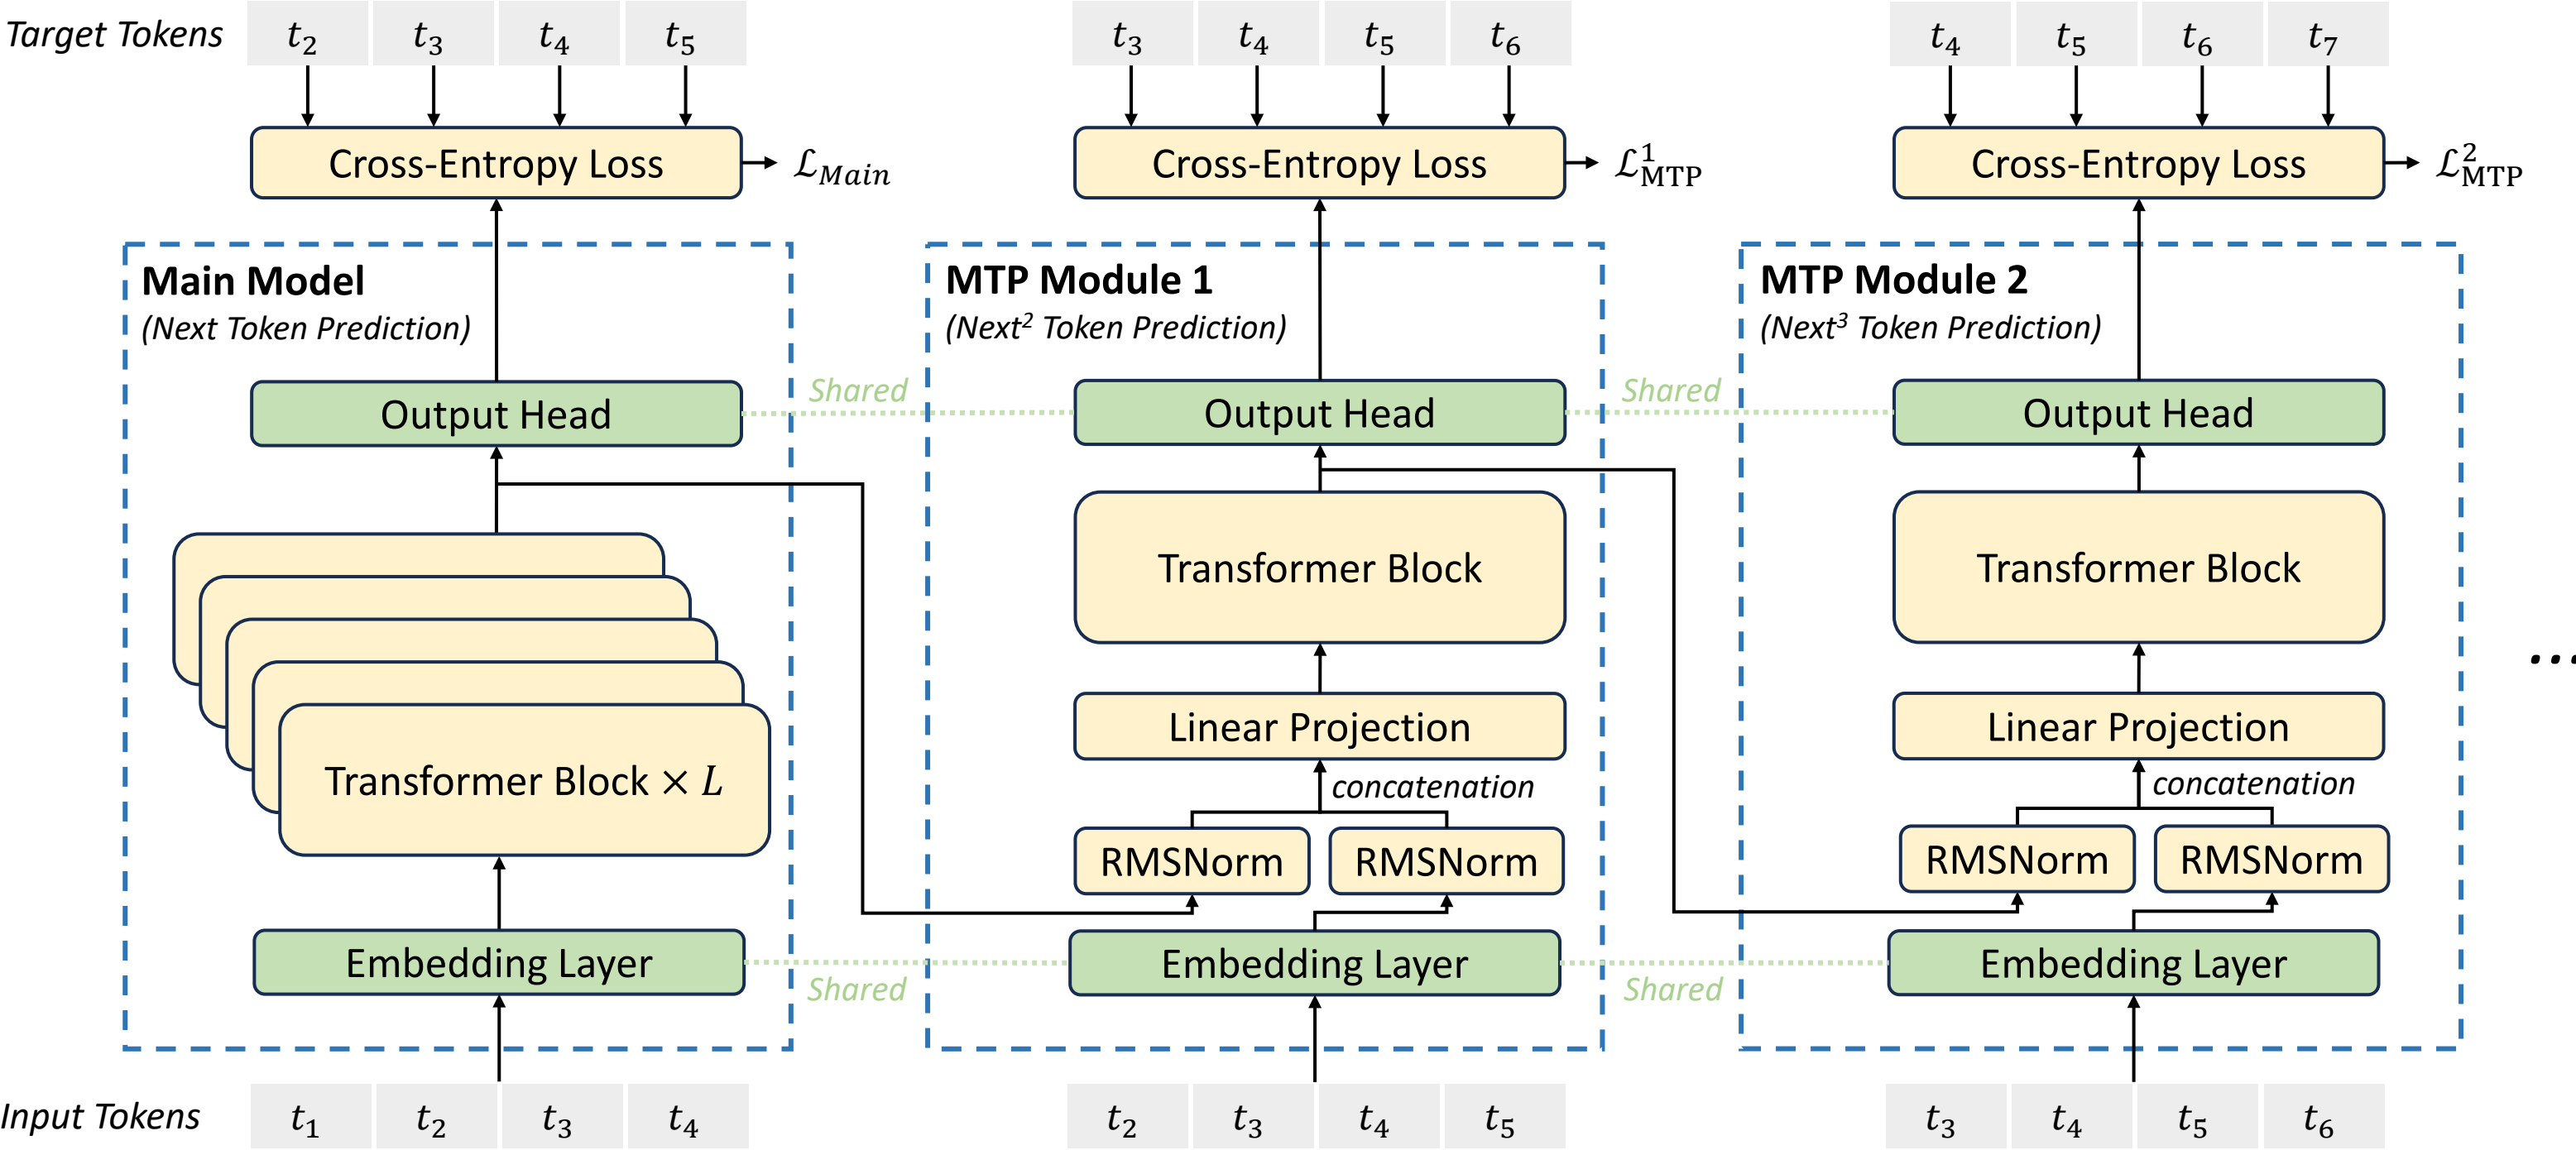 Target Tokens t₂ t₃ t₄ t₅ t₃ t₄ t₅ t₆ t₄ t₅ t₆ t₇
Cross-Entropy Loss ℒ_Main Cross-Entropy Loss ℒ¹_MTP Cross-Entropy Loss ℒ²_MTP
Main Model
(Next Token Prediction)
MTP Module 1
(Next² Token Prediction)
MTP Module 2
(Next³ Token Prediction)
Output Head Shared Output Head Shared Output Head
Transformer Block × L
Transformer Block
Transformer Block
...
Linear Projection
Linear Projection
concatenation
concatenation
RMSNorm RMSNorm
RMSNorm RMSNorm
Embedding Layer Shared Embedding Layer Shared Embedding Layer
Input Tokens t₁ t₂ t₃ t₄ t₂ t₃ t₄ t₅ t₃ t₄ t₅ t₆